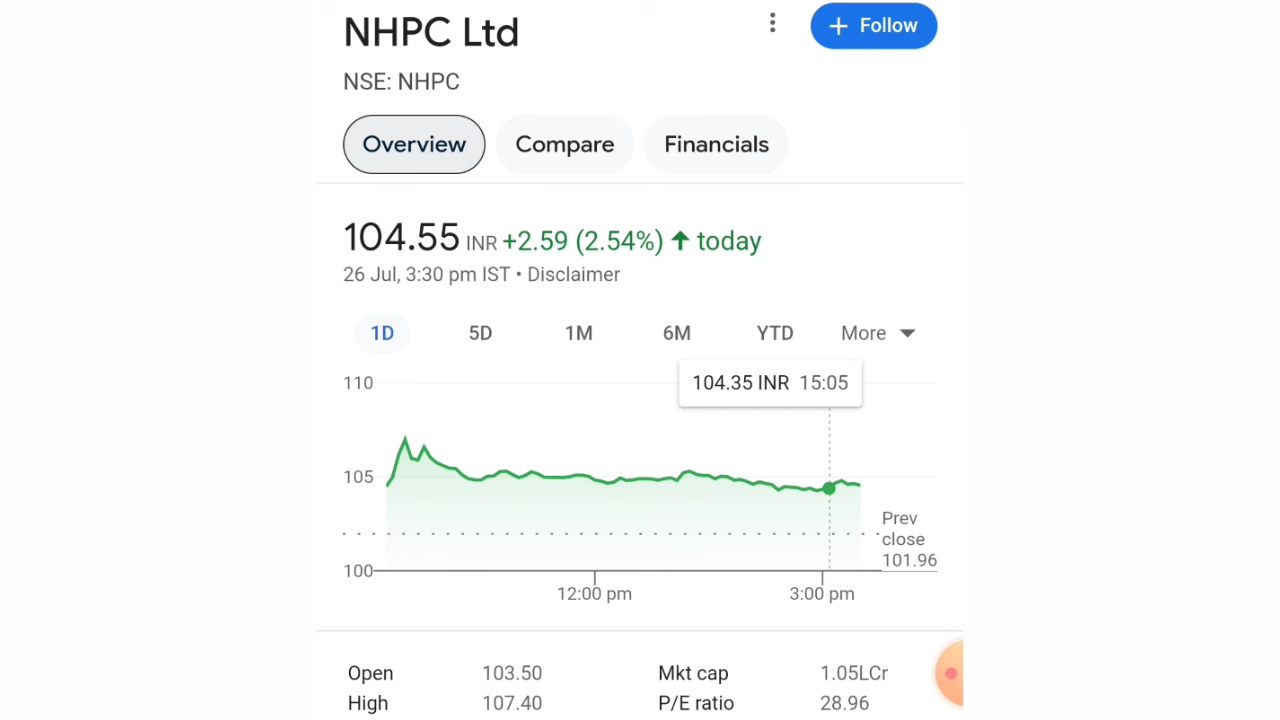 NHPC Ltd
+ Follow
NSE: NHPC
Overview Compare Financials
104.55 INR +2.59 (2.54%) ↑ today
26 Jul, 3:30 pm IST • Disclaimer
1D 5D 1M 6M YTD More
104.35 INR 15:05
110
105
100
Prev
close
101.96
12:00 pm 3:00 pm
Open 103.50 Mkt cap 1.05LCr
High 107.40 P/E ratio 28.96